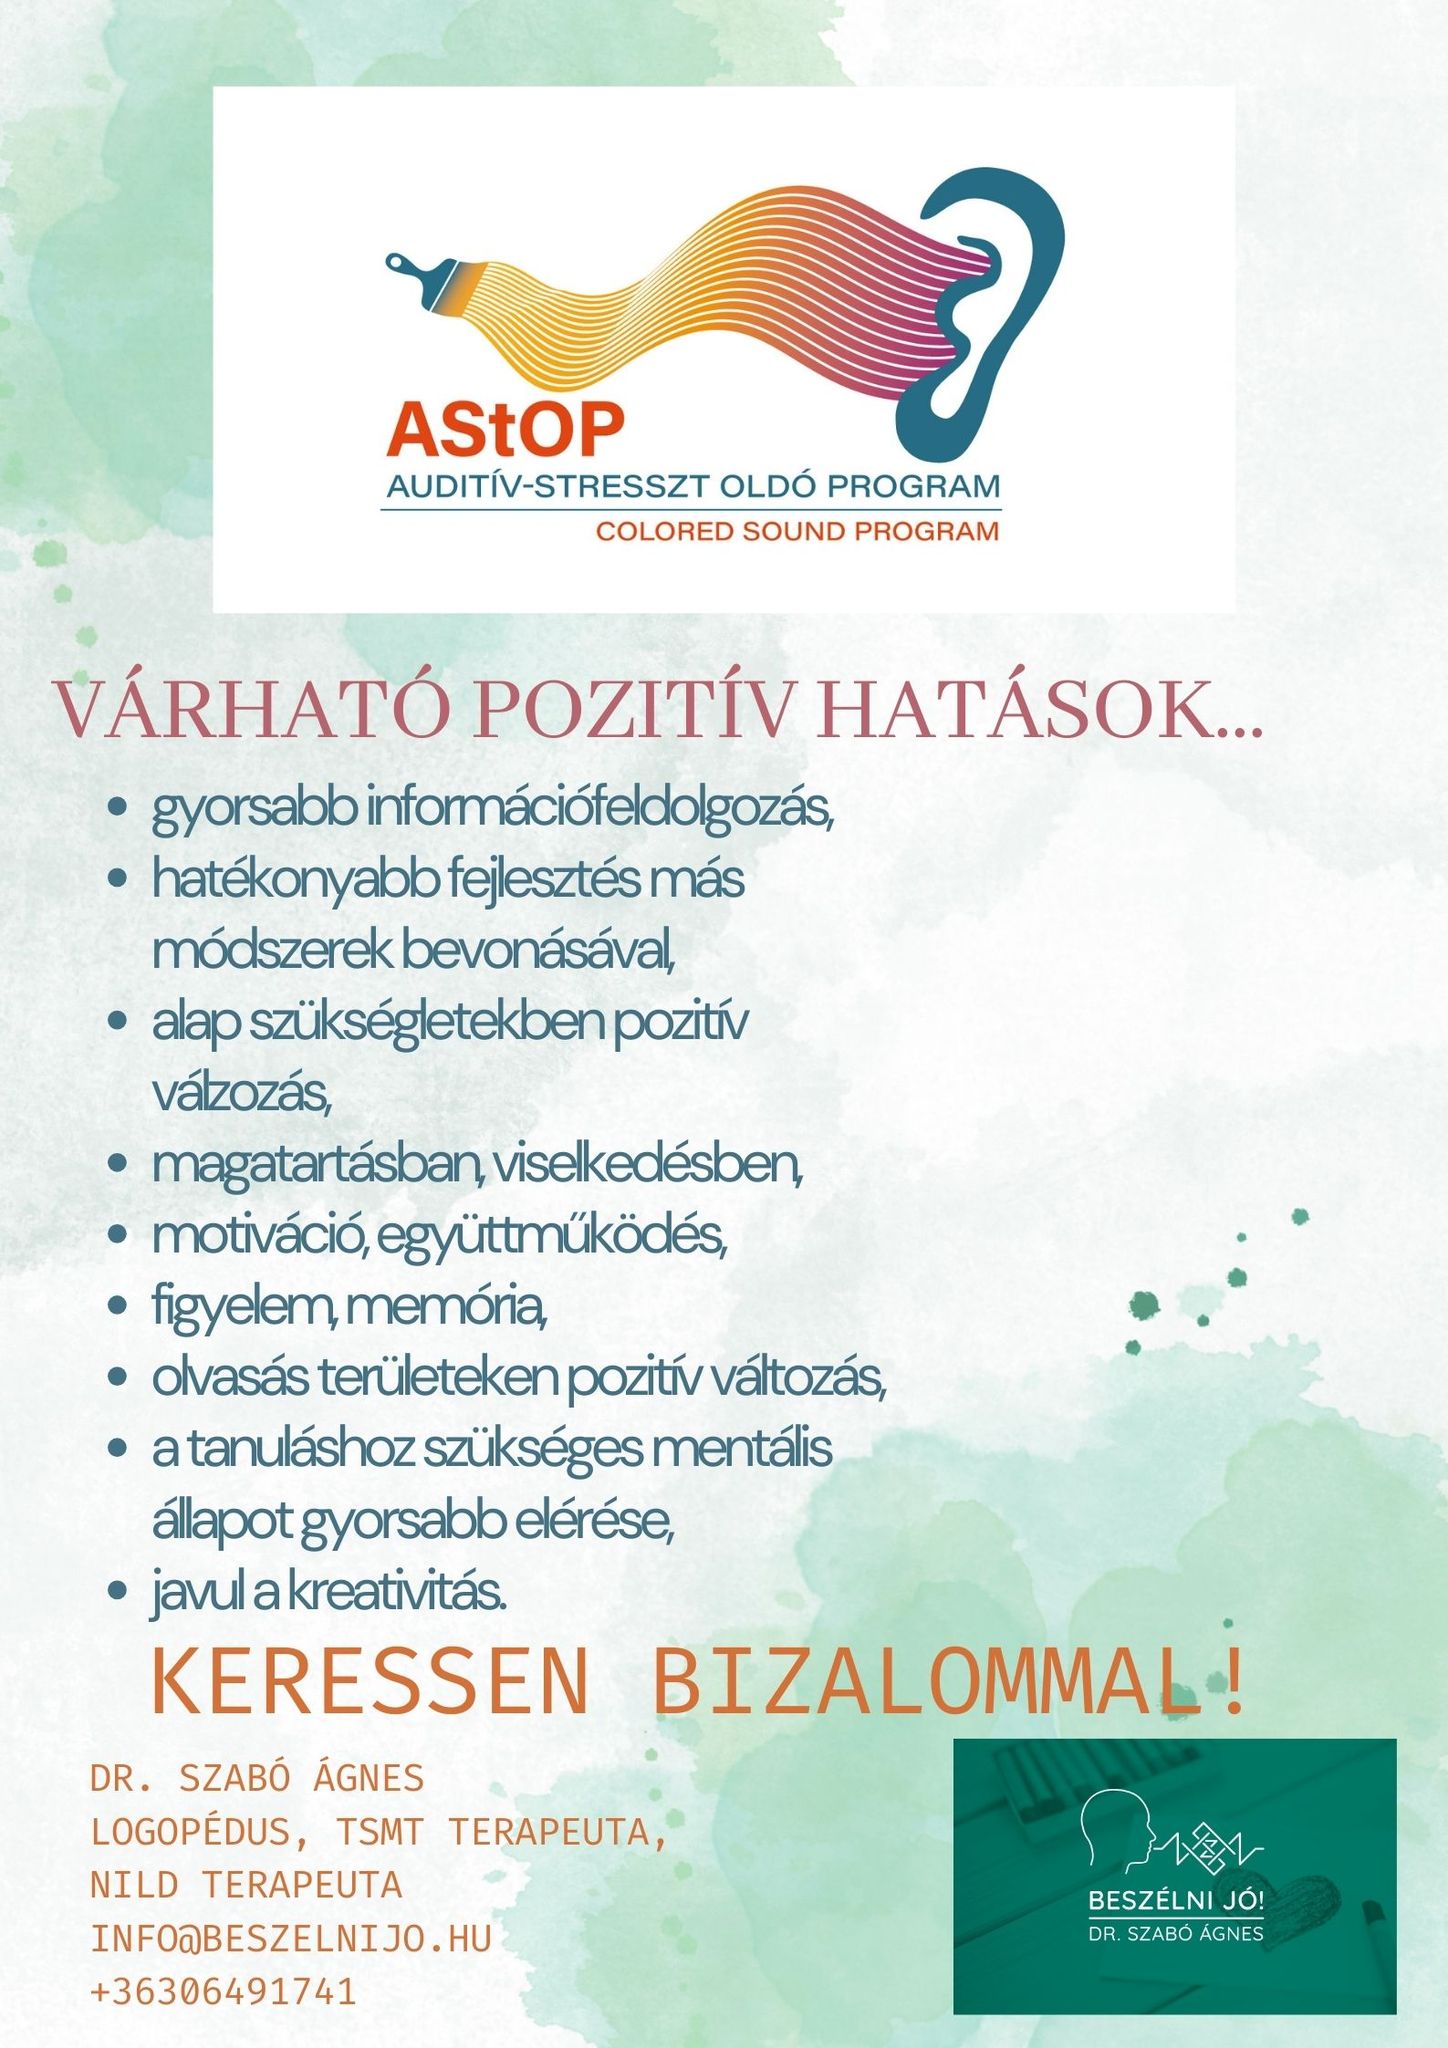 AStOP
AUDITÍV-STRESSZT OLDÓ PROGRAM
COLORED SOUND PROGRAM
VÁRHATÓ POZITÍV HATÁSOK...
• gyorsabb információfeldolgozás,
• hatékonyabb fejlesztés más
módszerek bevonásával,
• alap szükségletekben pozitív
válzozás,
• magatartásban, viselkedésben,
• motiváció, együttműködés,
• figyelem, memória,
• olvasás területeken pozitív változás,
• a tanuláshoz szükséges mentális
állapot gyorsabb elérése,
• javul a kreativitás.
KERESSEN BIZALOMMAL!
DR. SZABÓ ÁGNES
LOGOPÉDUS, TSMT TERAPEUTA,
NILD TERAPEUTA
INFO@BESZELNIJO.HU
+36306491741
BESZÉLNI JÓ!
DR. SZABÓ ÁGNES